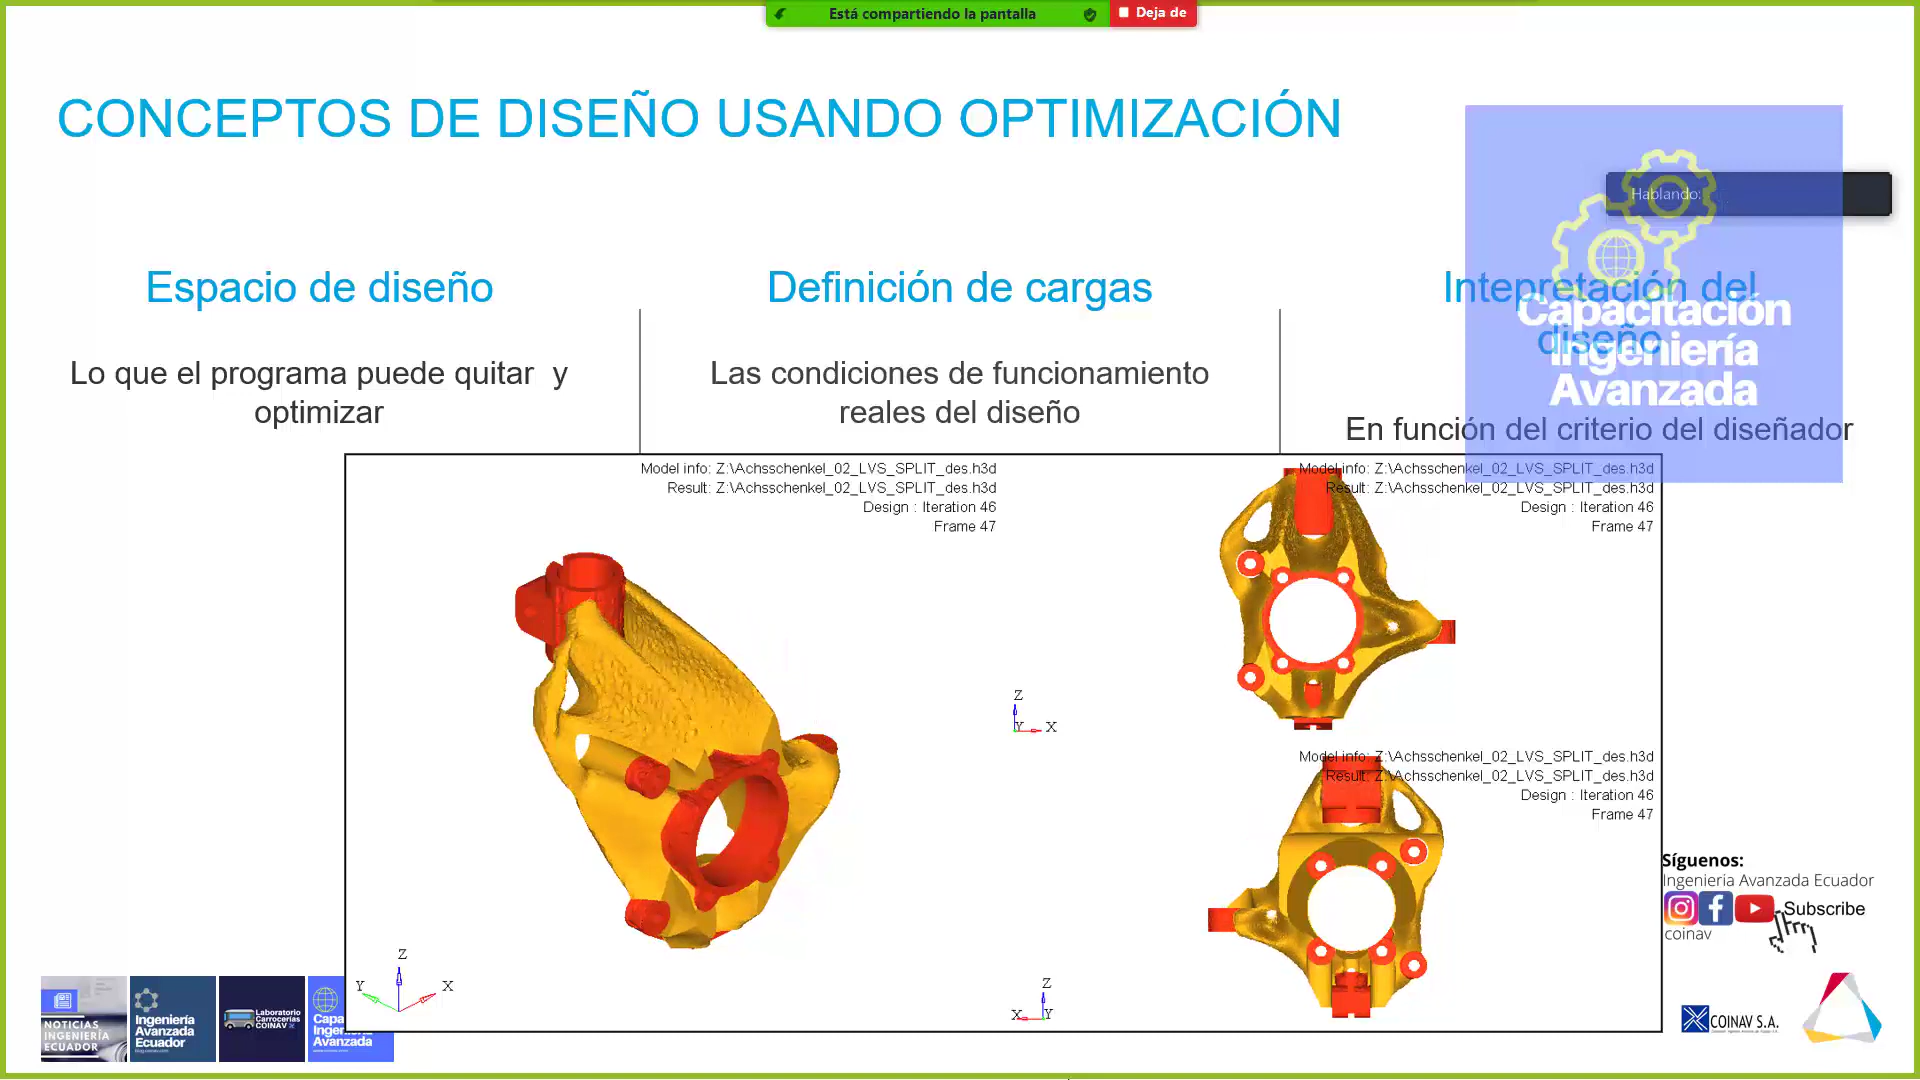 Está compartiendo la pantalla
Deja de
CONCEPTOS DE DISEÑO USANDO OPTIMIZACIÓN
Hablando:
Espacio de diseño
Lo que el programa puede quitar y
optimizar
Definición de cargas
Las condiciones de funcionamiento
reales del diseño
Intepretación del
diseño
En función del criterio del diseñador
Capacitación
Ingeniería
Avanzada
Model info: Z:\Achsschenkel_02_LVS_SPLIT_des.h3d
Result: Z:\Achsschenkel_02_LVS_SPLIT_des.h3d
Design : Iteration 46
Frame 47
Model info: Z:\Achsschenkel_02_LVS_SPLIT_des.h3d
Result: Z:\Achsschenkel_02_LVS_SPLIT_des.h3d
Design : Iteration 46
Frame 47
Z
Y X
Model info: Z:\Achsschenkel_02_LVS_SPLIT_des.h3d
Result: Z:\Achsschenkel_02_LVS_SPLIT_des.h3d
Design : Iteration 46
Frame 47
Z
Y X
Z
X Y
Síguenos:
Ingenieria Avanzada Ecuador
Subscribe
coinav
NOTICIAS
INGENIERÍA
ECUADOR
Ingeniería
Avanzada
Ecuador
Laboratorio
Carrocerías
COINAV
Capa
Inger
Avanzada
COINAV S.A.